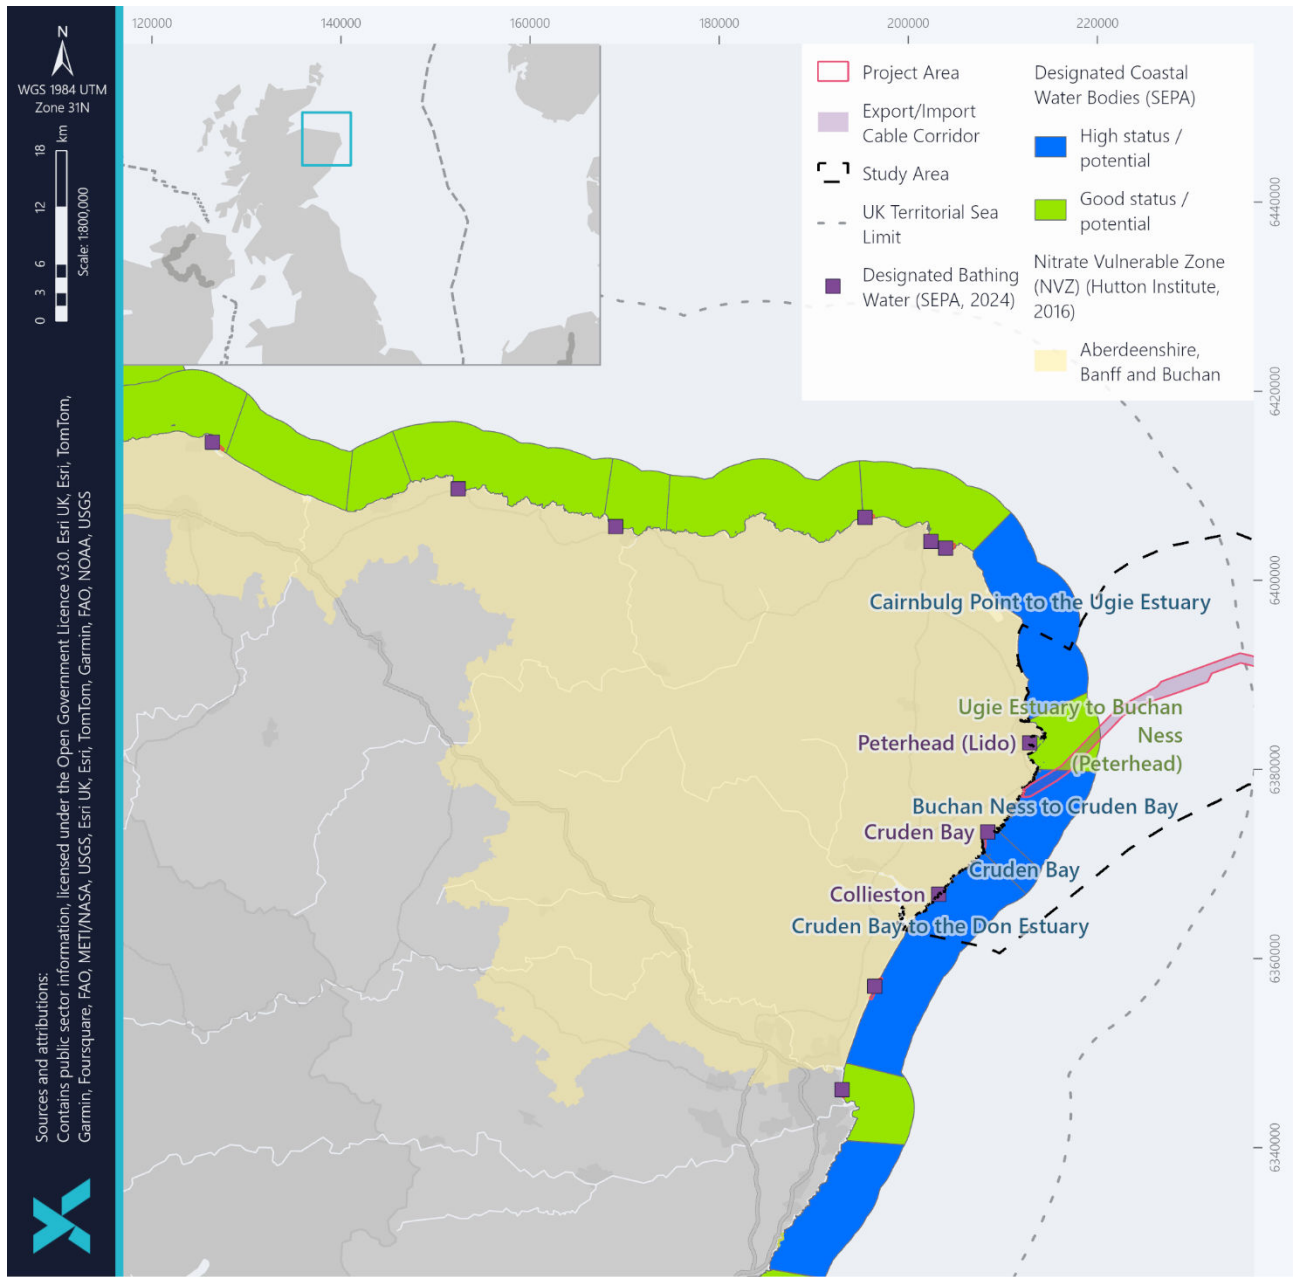 120000
140000
160000
180000
200000
220000
N
WGS 1984 UTM
Zone 31N
km
18
12
6
3
0
Scale: 1:800,000
Sources and attributions:
Contains public sector information, licensed under the Open Government Licence v3.0. Esri UK, Esri, TomTom,
Garmin, Foursquare, FAO, METI/NASA, USGS, Esri UK, Esri, TomTom, Garmin, FAO, NOAA, USGS
Project Area
Export/Import
Cable Corridor
Study Area
UK Territorial Sea
Limit
Designated Bathing
Water (SEPA, 2024)
Designated Coastal
Water Bodies (SEPA)
High status /
potential
Good status /
potential
Nitrate Vulnerable Zone
(NVZ) (Hutton Institute,
2016)
Aberdeenshire,
Banff and Buchan
6440000
6420000
6400000
6380000
6360000
6340000
Cairnbulg Point to the Ugie Estuary
Ugie Estuary to Buchan
Ness
(Peterhead)
Peterhead (Lido)
Buchan Ness to Cruden Bay
Cruden Bay
Cruden Bay
Collieston
Cruden Bay to the Don Estuary